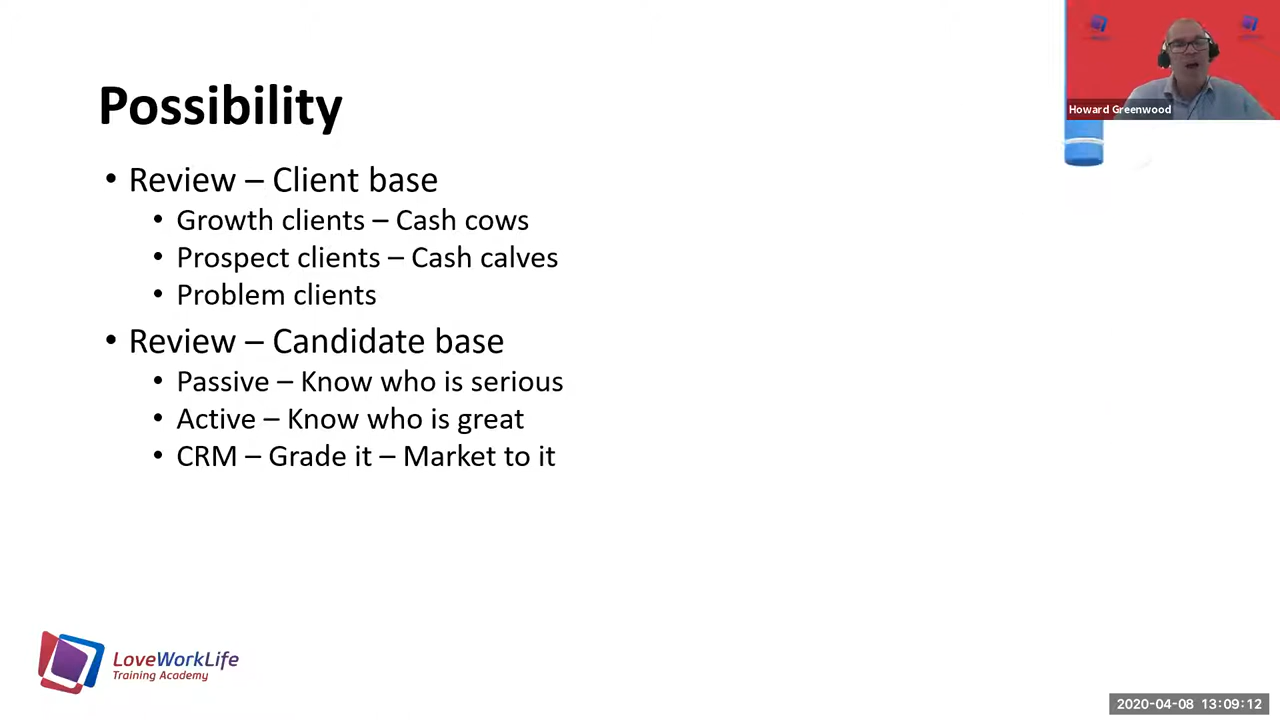 Possibility
Howard Greenwood
• Review – Client base
• Growth clients – Cash cows
• Prospect clients – Cash calves
• Problem clients
• Review – Candidate base
• Passive – Know who is serious
• Active – Know who is great
• CRM – Grade it – Market to it
LoveWorkLife
Training Academy
2020-04-08 13:09:12